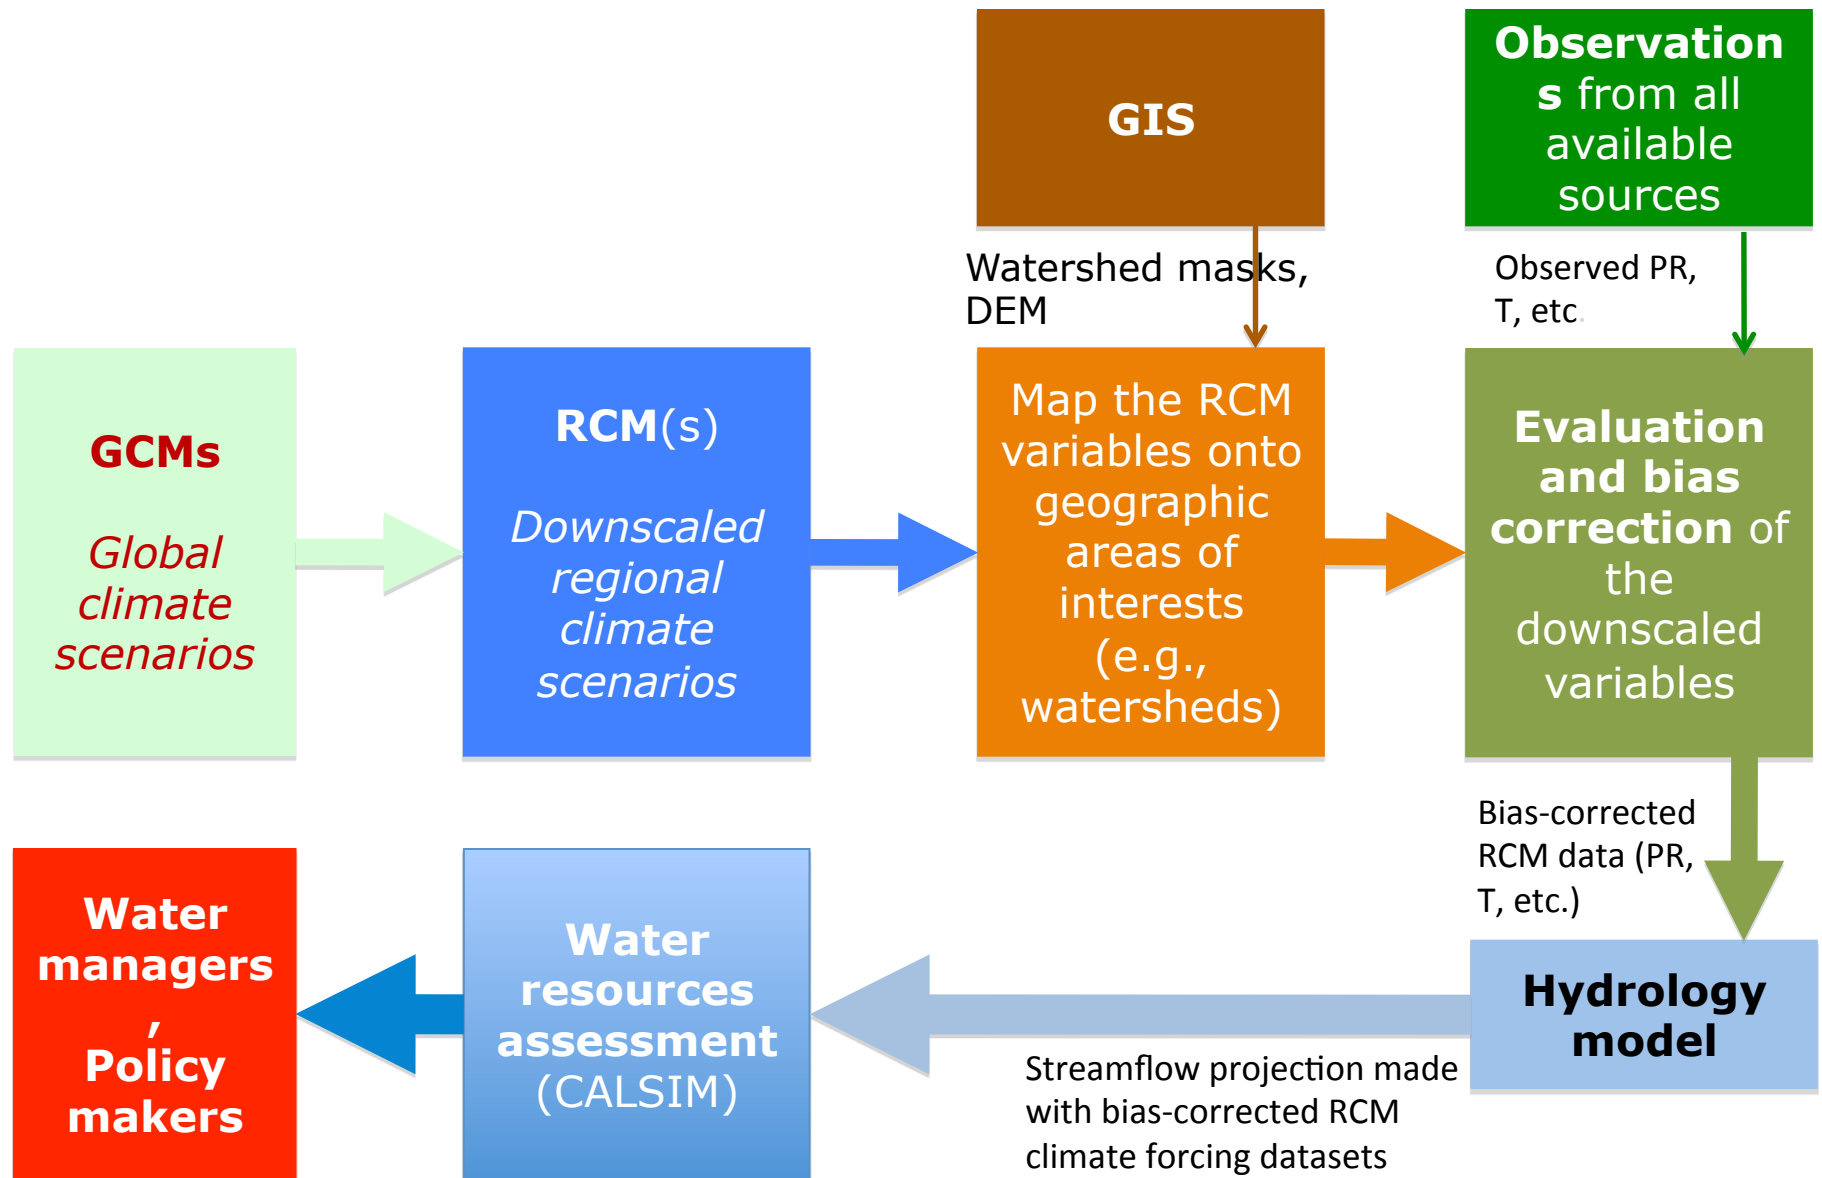 GIS
Observation
s from all
available
sources
Watershed masks,
DEM
Observed PR,
T, etc.
GCMs
Global
climate
scenarios
RCM(s)
Downscaled
regional
climate
scenarios
Map the RCM
variables onto
geographic
areas of
interests
(e.g.,
watersheds)
Evaluation
and bias
correction of
the
downscaled
variables
Bias-corrected
RCM data (PR,
T, etc.)
Water
managers
,
Policy
makers
Water
resources
assessment
(CALSIM)
Hydrology
model
Streamflow projection made
with bias-corrected RCM
climate forcing datasets